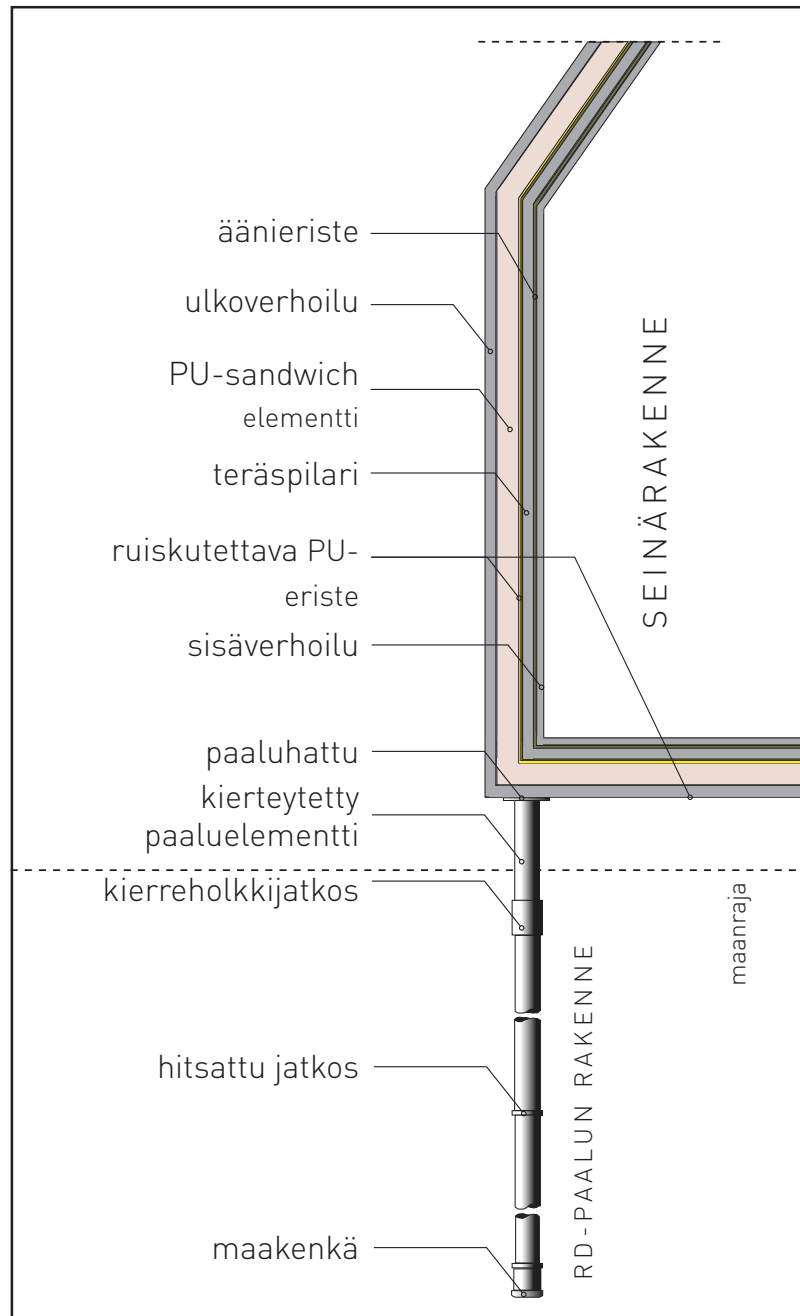 äänieriste
ulkoverhoilu
PU-sandwich
elementti
teräspilari
ruiskutettava PU-
eriste
sisäverhoilu
SEINÄRAKENNE
paaluhattu
kierteytetty
paaluelementti
kierreholkkijatkos
maanraja
hitsattu jatkos
maakenkä
RD-PAALUN RAKENNE